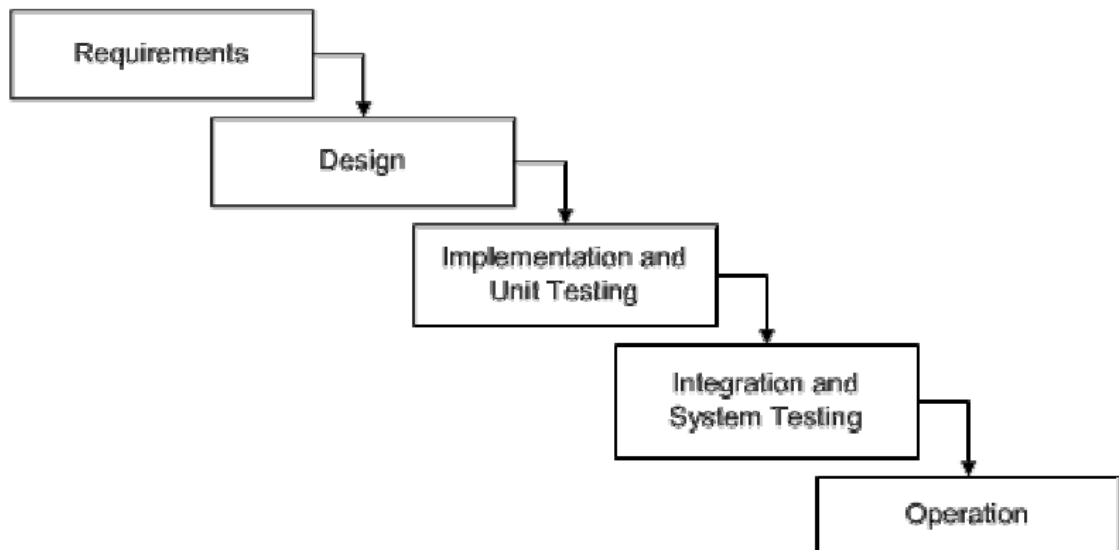 Requirements
Design
Implementation and
Unit Testing
Integration and
System Testing
Operation